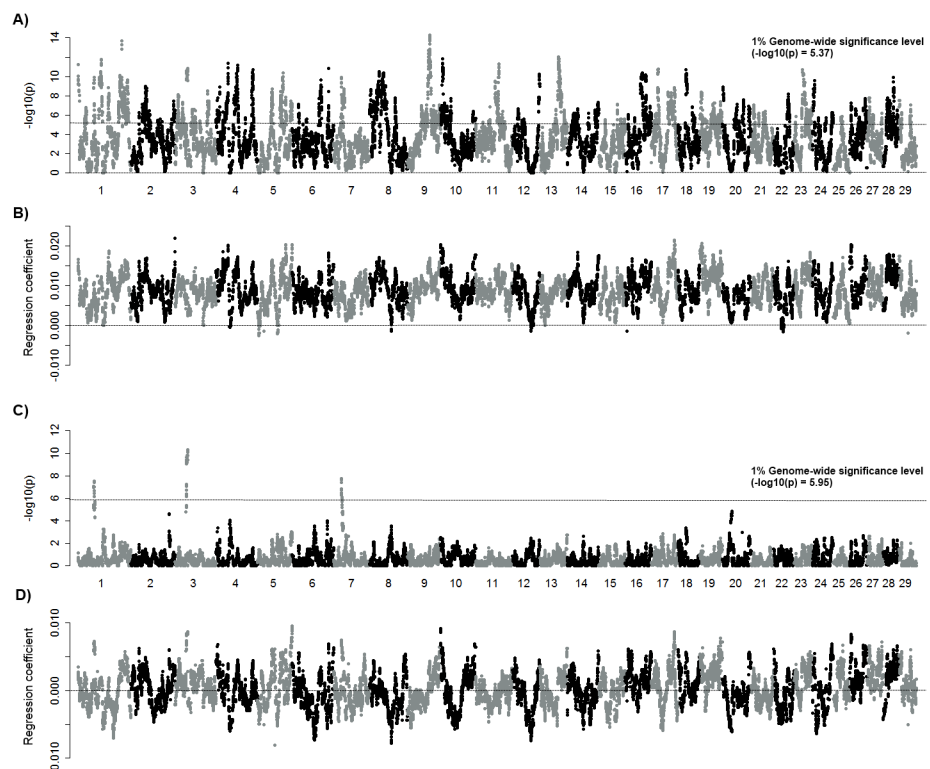 A)
14
12
10
8
6
4
2
0
-log10(p)
1% Genome-wide significance level
(-log10(p) = 5.37)
1 2 3 4 5 6 7 8 9 10 11 12 13 14 15 16 17 18 19 20 21 22 23 24 25 26 27 28 29
B)
0.020
0.010
0.000
-0.010
Regression coefficient
C)
12
10
8
6
4
2
0
-log10(p)
1% Genome-wide significance level
(-log10(p) = 5.95)
1 2 3 4 5 6 7 8 9 10 11 12 13 14 15 16 17 18 19 20 21 22 23 24 25 26 27 28 29
D)
0.010
0.000
0.010
Regression coefficient